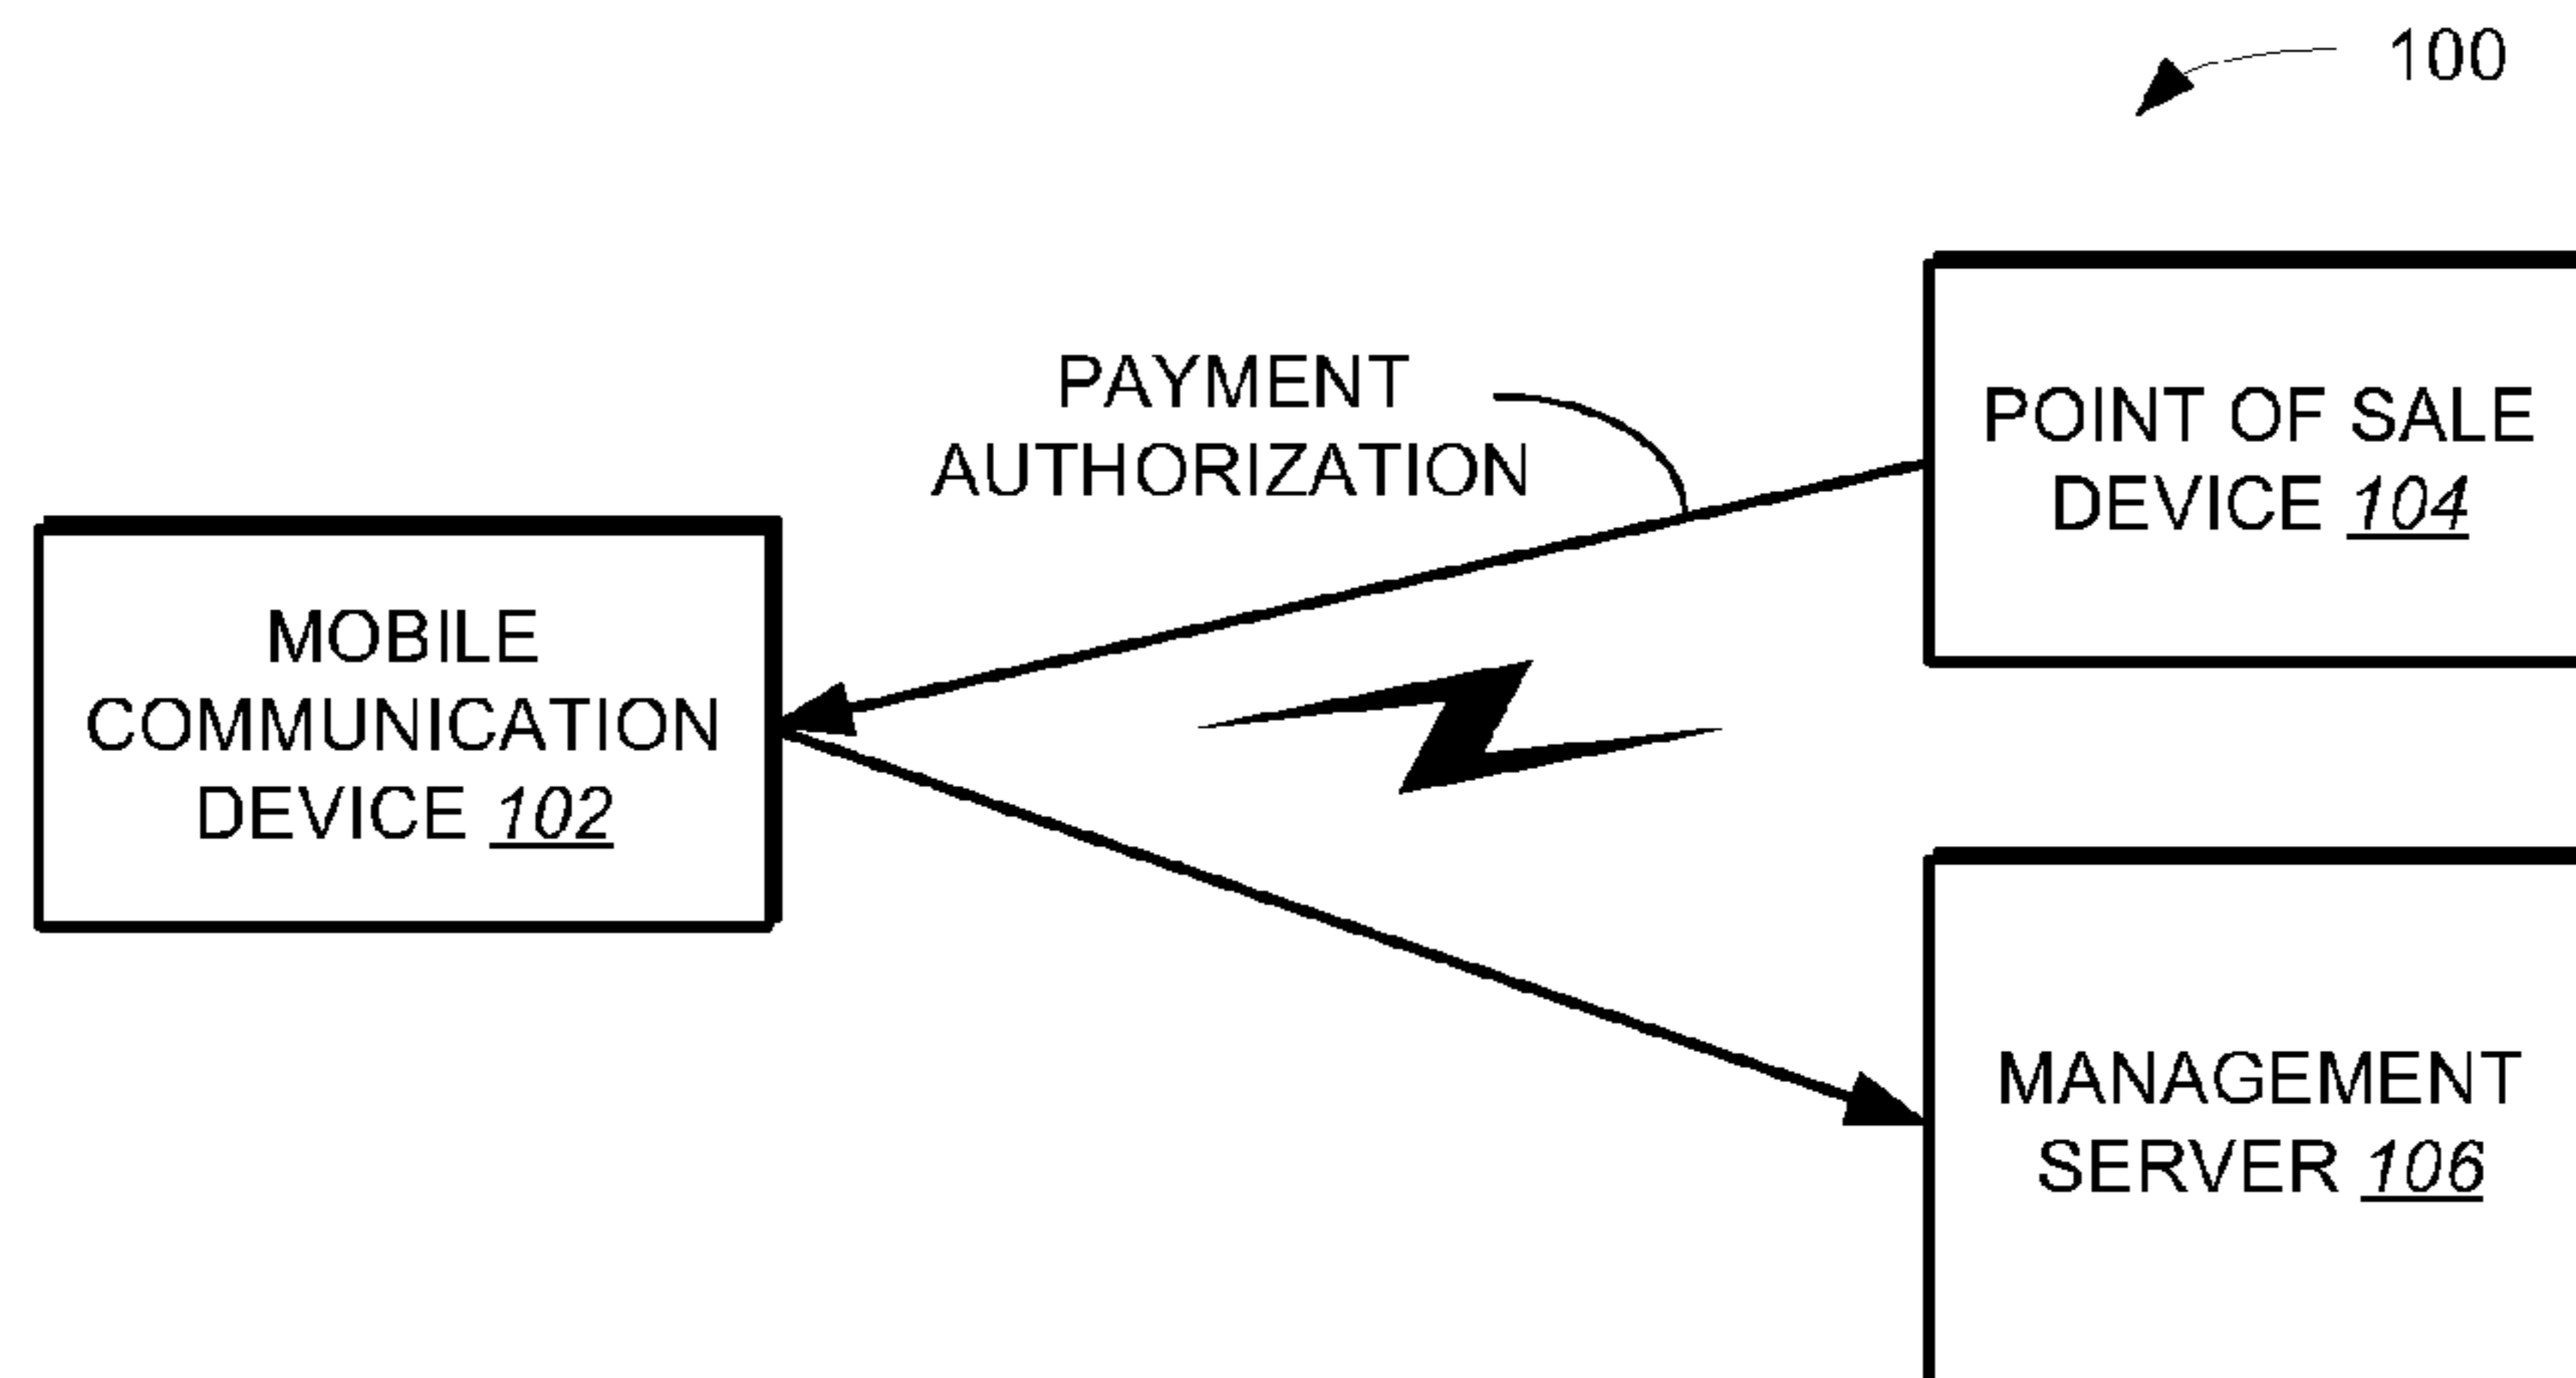 100
PAYMENT
AUTHORIZATION
POINT OF SALE
DEVICE 104
MOBILE
COMMUNICATION
DEVICE 102
MANAGEMENT
SERVER 106